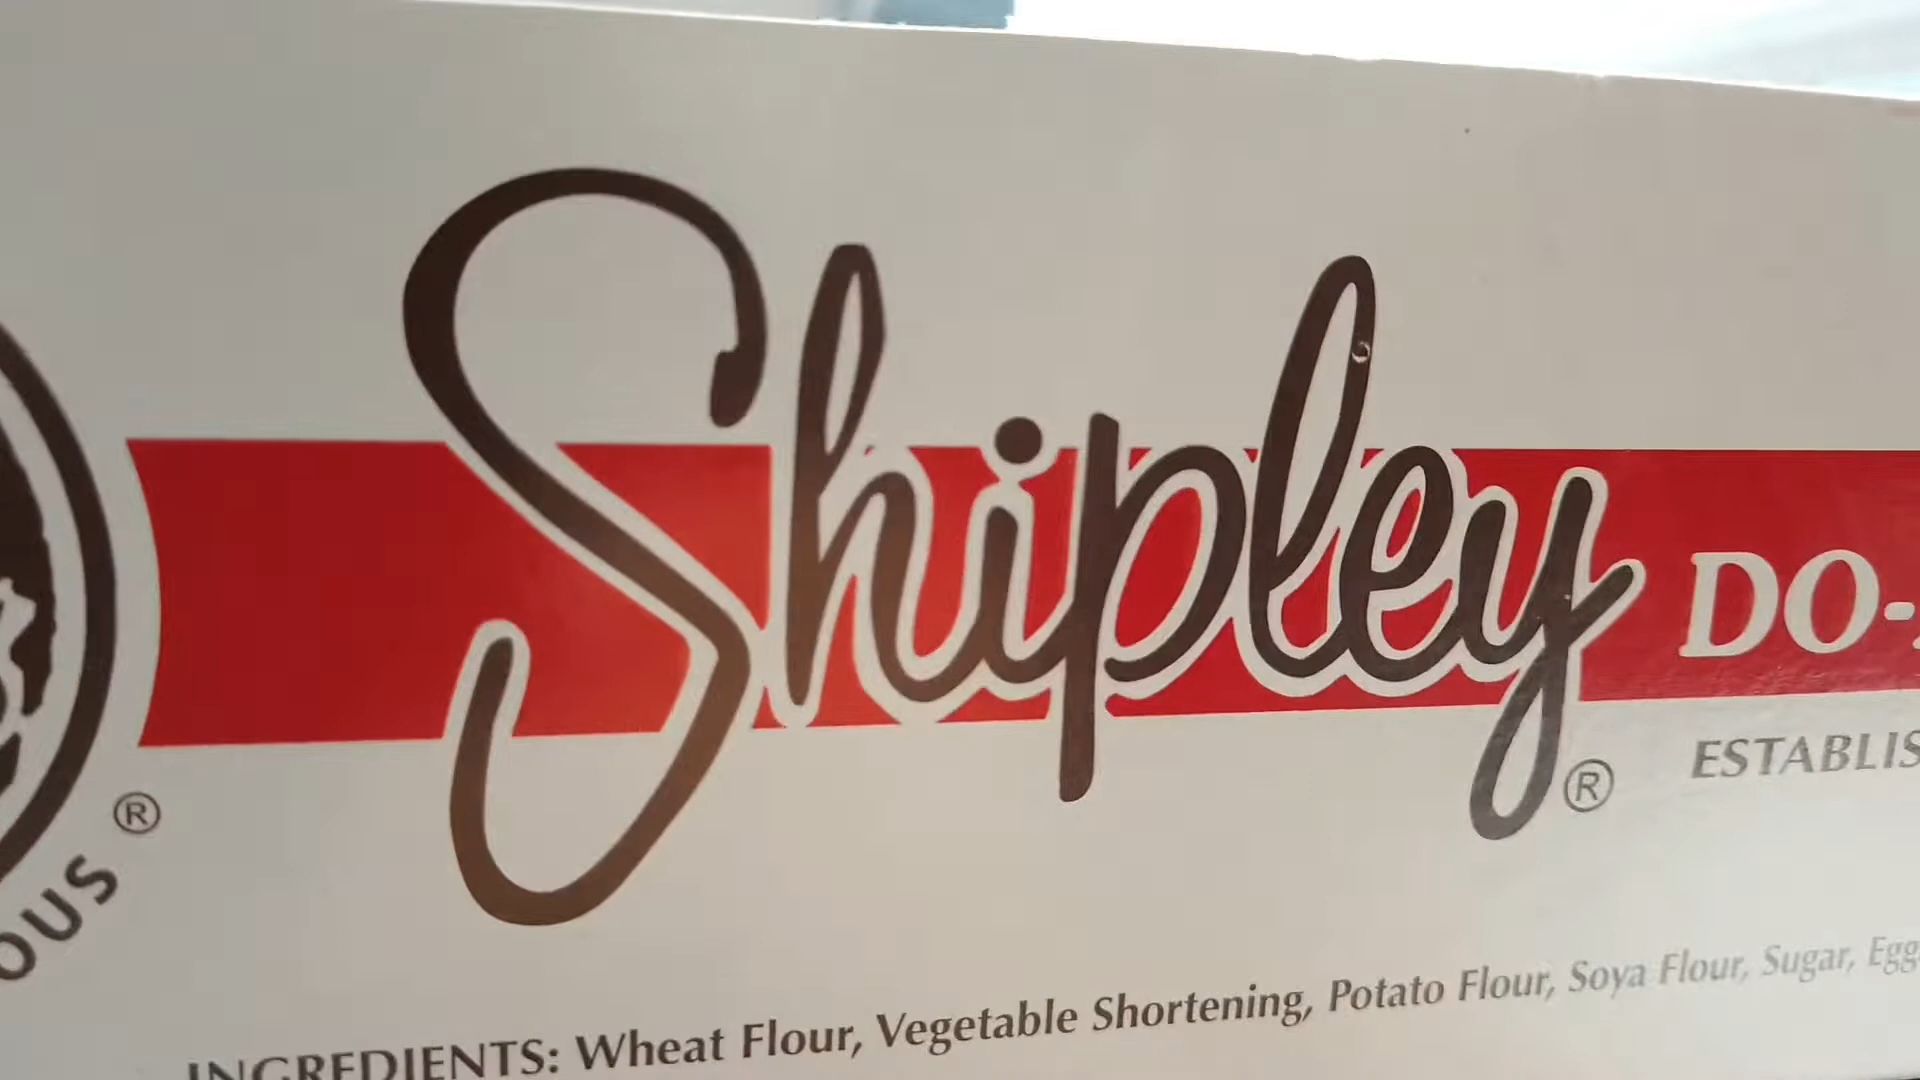 Shipley DO-
®
®
ESTABLIS
OUS
INGREDIENTS: Wheat Flour, Vegetable Shortening, Potato Flour, Soya Flour, Sugar, Egg